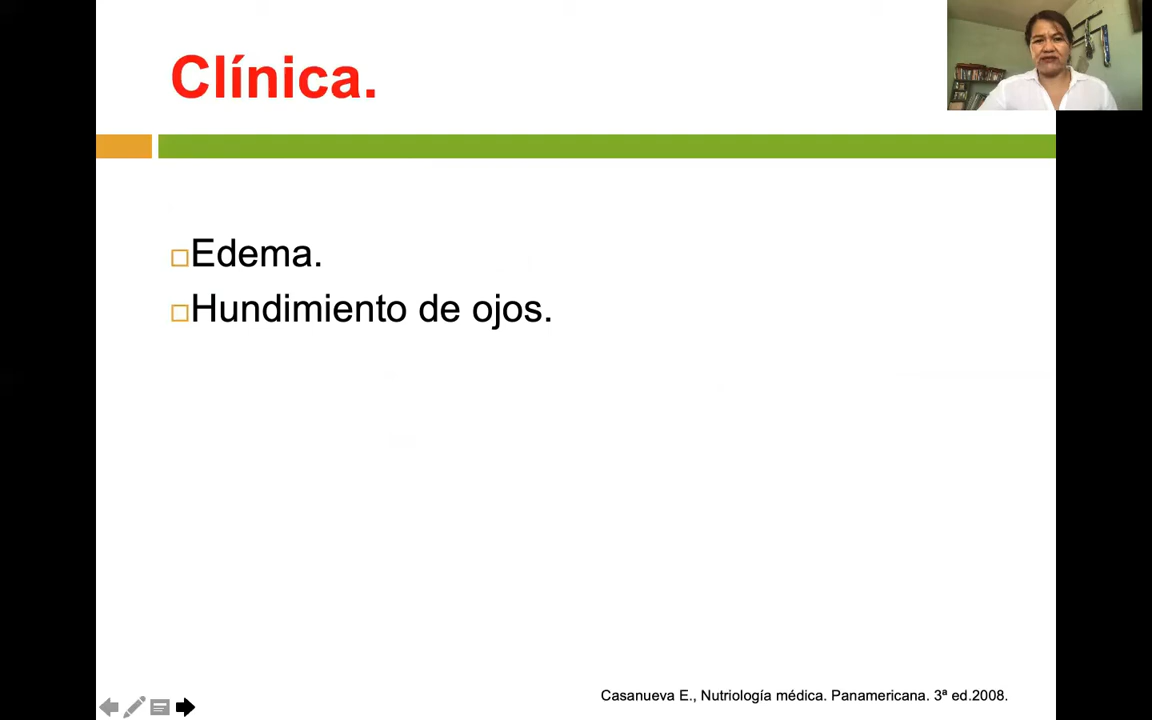 Clínica.
Edema.
Hundimiento de ojos.
Casanueva E., Nutriología médica. Panamericana. 3ª ed.2008.